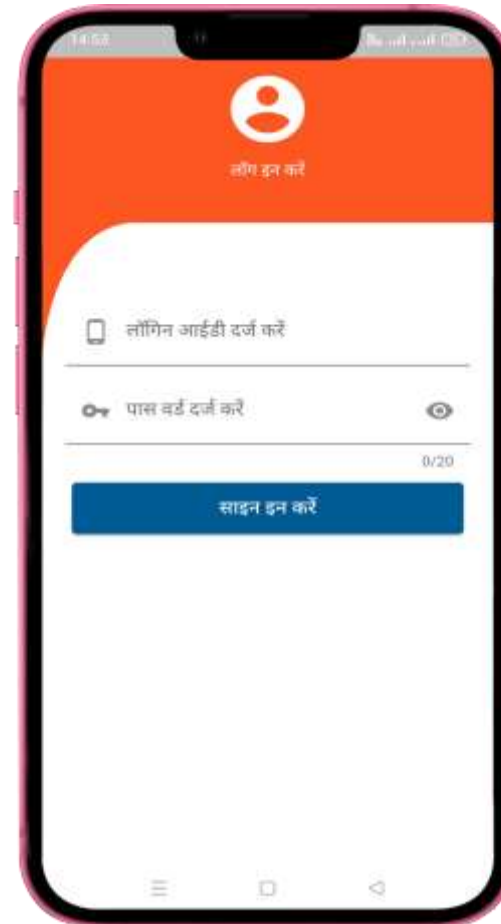 14:53
लॉग इन करें
लॉगिन आईडी दर्ज करें
पास वर्ड दर्ज करें
0/20
साइन इन करें